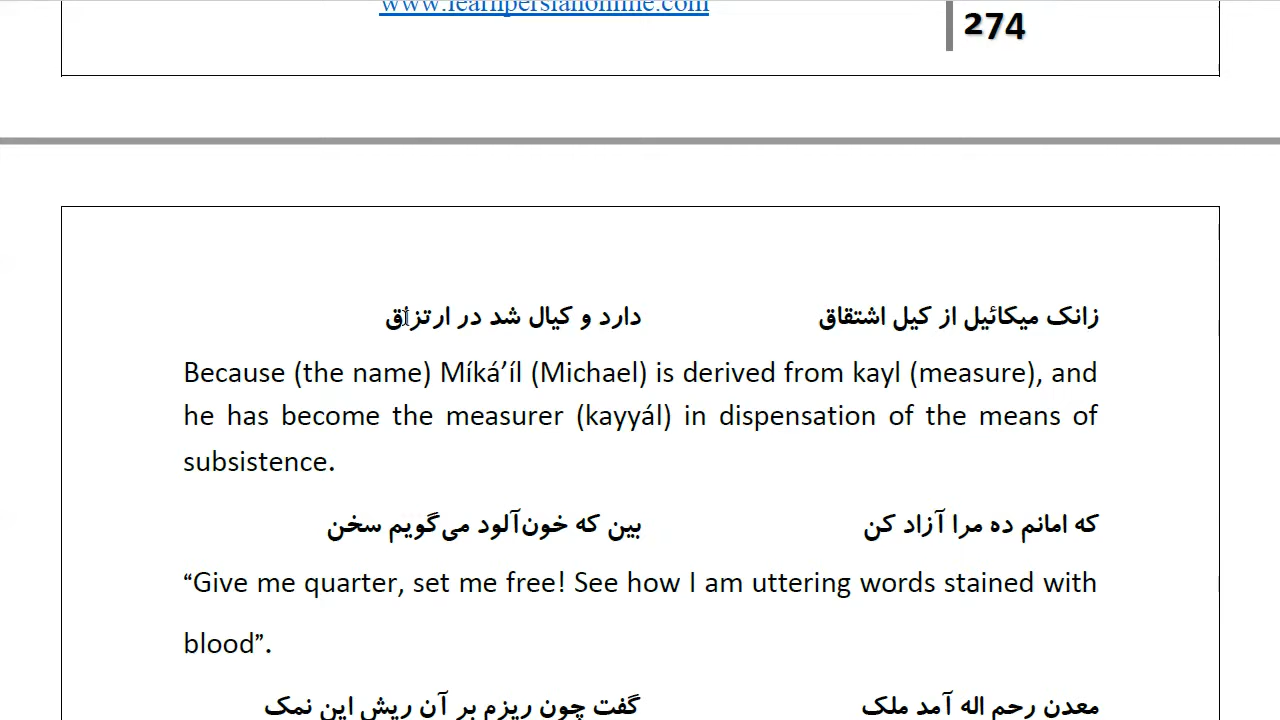 www.learnpersianonline.com
274
زانک میکائیل از کیل اشتقاق دارد و کیال شد در ارتزاق
Because (the name) Míká’íl (Michael) is derived from kayl (measure), and
he has become the measurer (kayyál) in dispensation of the means of
subsistence.
که امانم ده مرا آزاد کن بین که خون‌آلود می‌گویم سخن
“Give me quarter, set me free! See how I am uttering words stained with
blood”.
معدن رحم اله آمد ملک گفت چون ریزم بر آن ریش این نمک